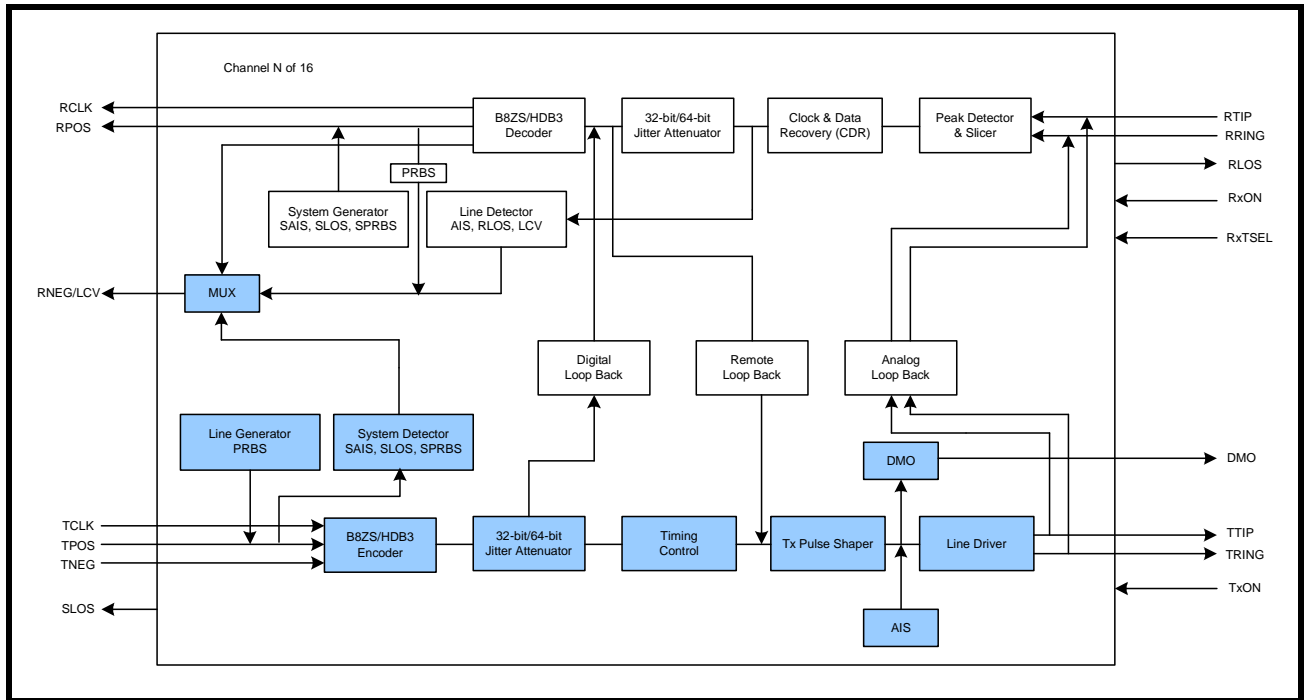 Channel N of 16
RCLK
RPOS
B8ZS/HDB3
Decoder
32-bit/64-bit
Jitter Attenuator
Clock & Data
Recovery (CDR)
Peak Detector
& Slicer
RTIP
RRING
RLOS
RxON
RxTSEL
PRBS
System Generator
SAIS, SLOS, SPRBS
Line Detector
AIS, RLOS, LCV
RNEG/LCV
MUX
Digital
Loop Back
Remote
Loop Back
Analog
Loop Back
Line Generator
PRBS
System Detector
SAIS, SLOS, SPRBS
DMO
DMO
TCLK
TPOS
TNEG
B8ZS/HDB3
Encoder
32-bit/64-bit
Jitter Attenuator
Timing
Control
Tx Pulse Shaper
Line Driver
TTIP
TRING
TxON
SLOS
AIS